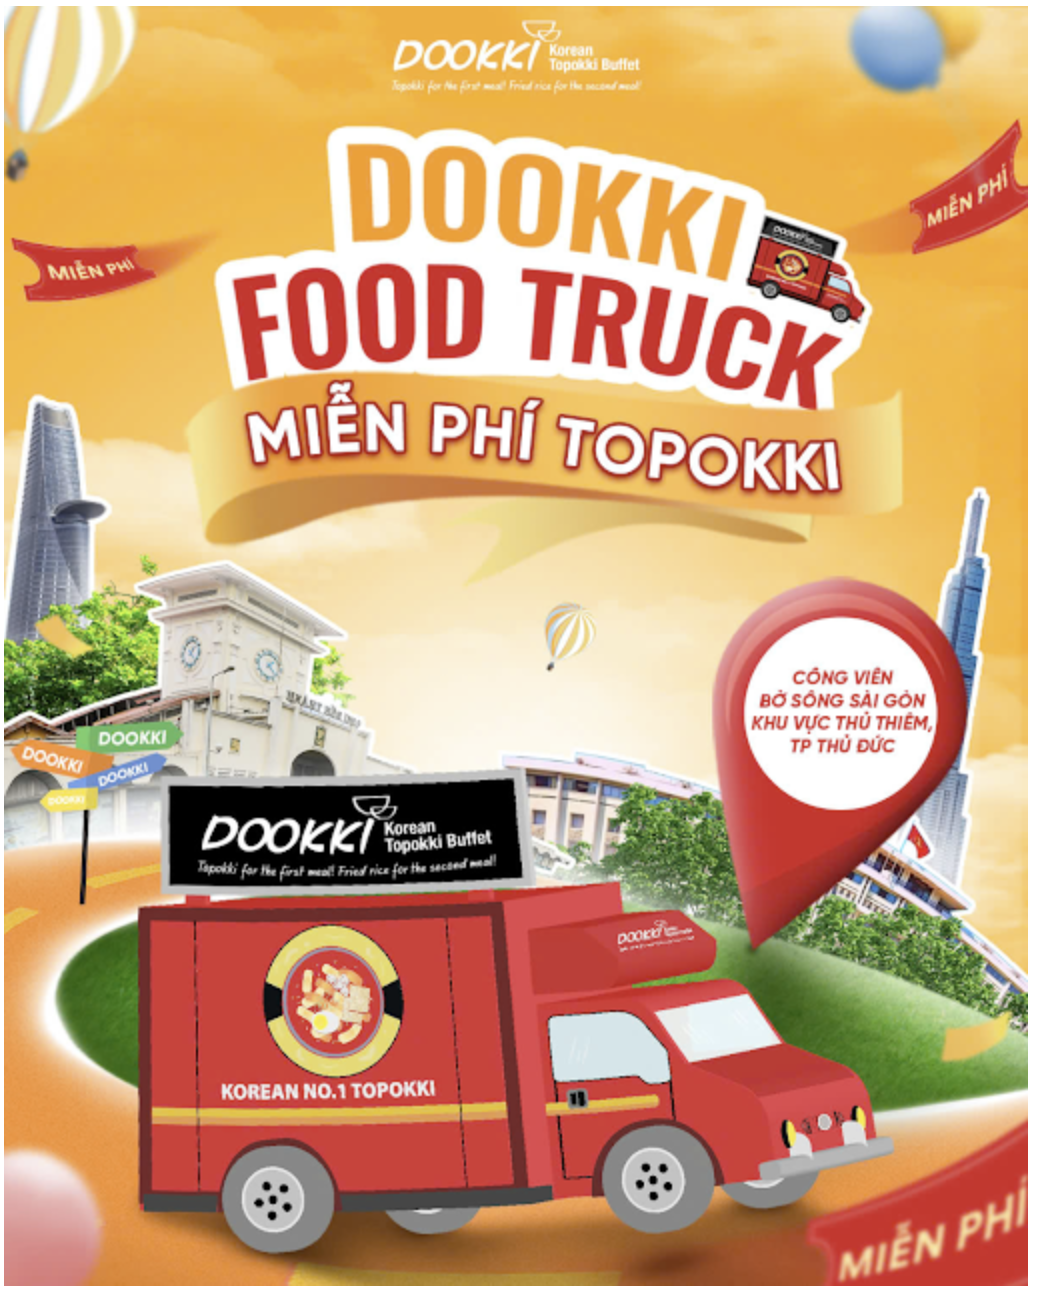 DOOKKI Korean
Topokki Buffet
Topokki for the first meal! Fried rice for the second meal!
MIỄN PHÍ
MIỄN PHÍ
DOOKKI
DOOKKI
FOOD TRUCK
MIỄN PHÍ TOPOKKI
CÔNG VIÊN
BỜ SÔNG SÀI GÒN
KHU VỰC THỦ THIÊM,
TP THỦ ĐỨC
DOOKKI
DOOKKI
DOOKKI
DOOKKI
DOOKKI Korean
Topokki Buffet
Topokki for the first meal! Fried rice for the second meal!
DOOKKI
KOREAN NO.1 TOPOKKI
MIỄN PHÍ